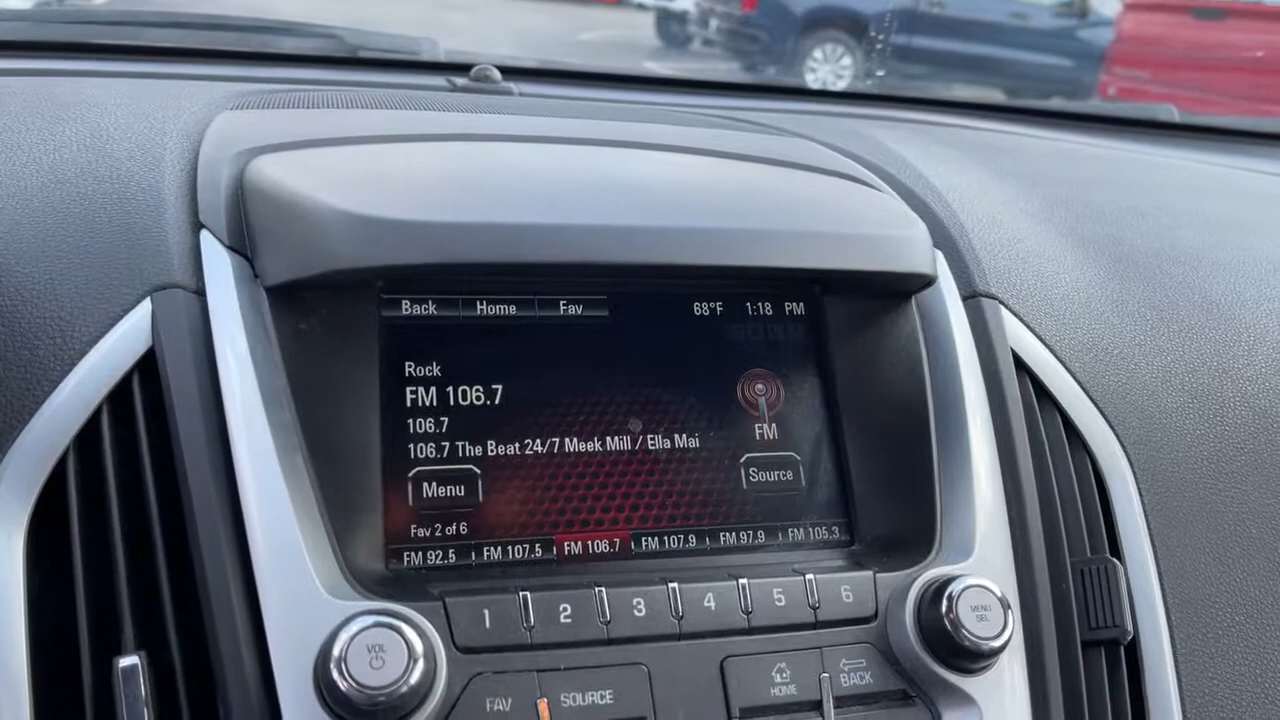 Back Home Fav 68°F 1:18 PM
Rock
FM 106.7
106.7
106.7 The Beat 24/7 Meek Mill / Ella Mai
FM
Menu
Source
Fav 2 of 6
FM 92.5 FM 107.5 FM 106.7 FM 107.9 FM 97.9 FM 105.3
1 2 3 4 5 6
VOL
MENU
SEL
FAV SOURCE
HOME BACK